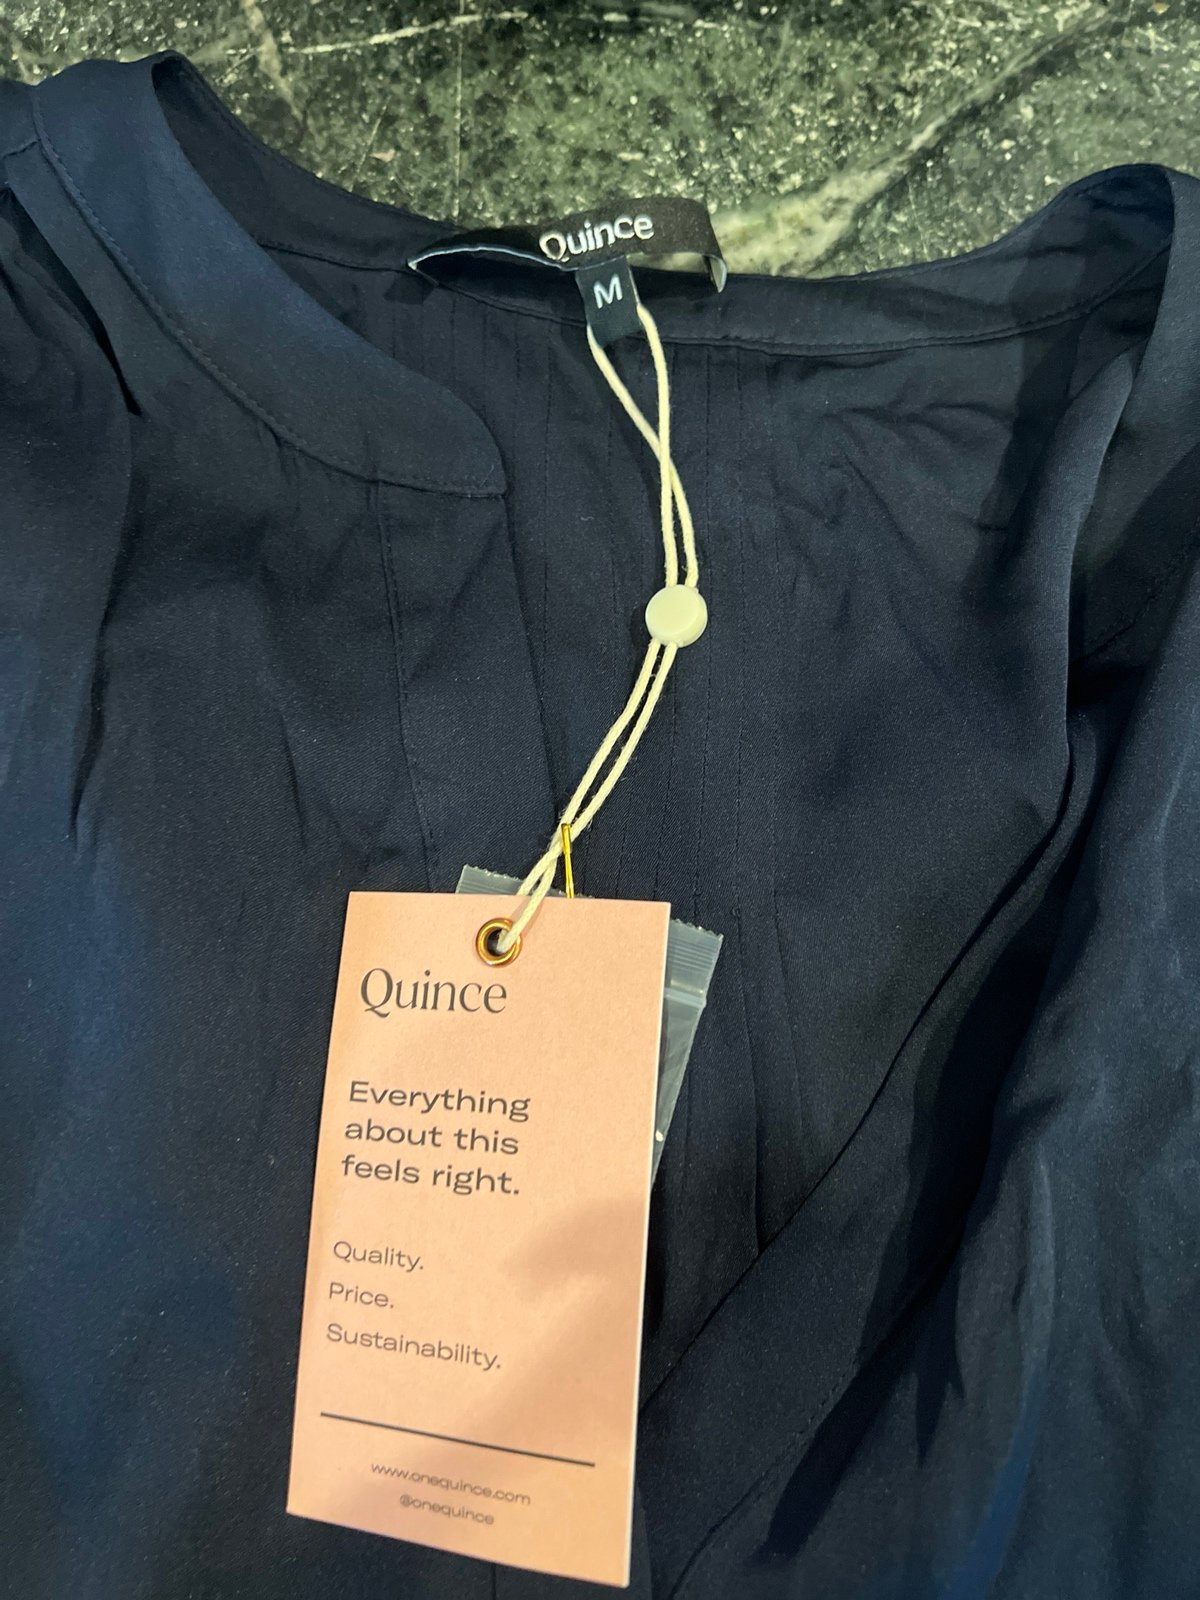 Quince
M
Quince
Everything
about this
feels right.
Quality.
Price.
Sustainability.
www.onequince.com
@onequince